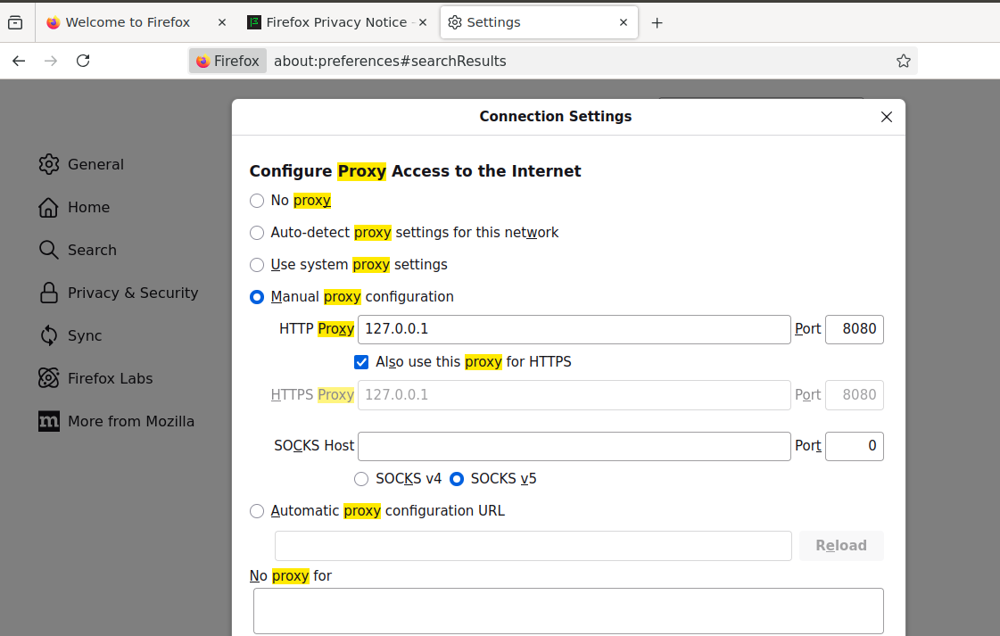 Welcome to Firefox
Firefox Privacy Notice
Settings
Firefox
about:preferences#searchResults
General
Home
Search
Privacy & Security
Sync
Firefox Labs
More from Mozilla
Connection Settings
Configure Proxy Access to the Internet
No proxy
Auto-detect proxy settings for this network
Use system proxy settings
Manual proxy configuration
HTTP Proxy 127.0.0.1 Port 8080
Also use this proxy for HTTPS
HTTPS Proxy 127.0.0.1 Port 8080
SOCKS Host Port 0
SOCKS v4 SOCKS v5
Automatic proxy configuration URL
Reload
No proxy for